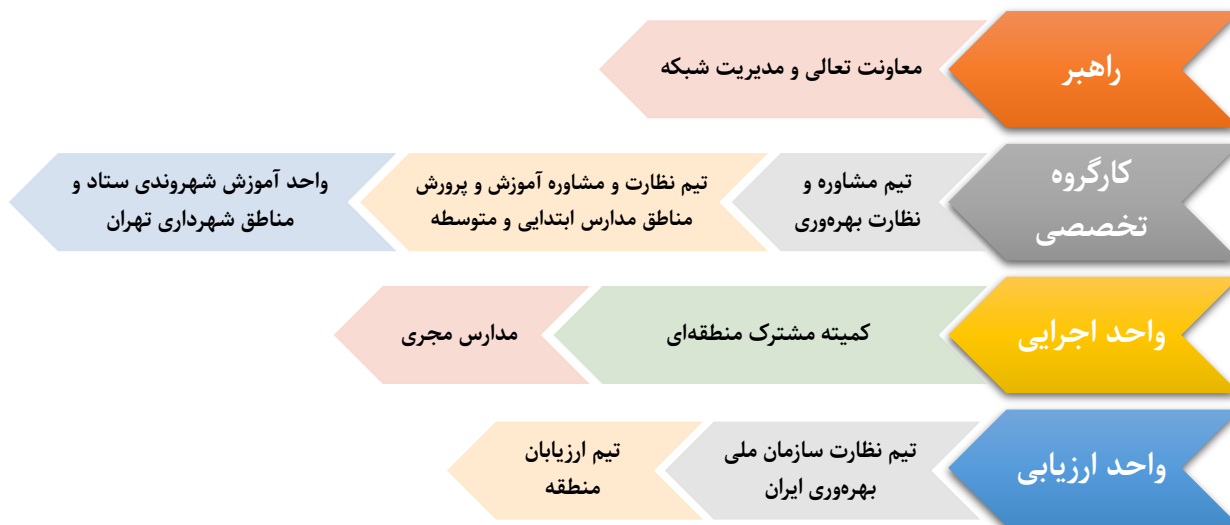 راهبر
معاونت تعالی و مدیریت شبکه
کارگروه
تخصصی
تیم مشاوره و
نظارت بهره‌وری
تیم نظارت و مشاوره آموزش و پرورش
مناطق مدارس ابتدایی و متوسطه
واحد آموزش شهروندی ستاد و
مناطق شهرداری تهران
واحد اجرایی
کمیته مشترک منطقه‌ای
مدارس مجری
واحد ارزیابی
تیم نظارت سازمان ملی
بهره‌وری ایران
تیم ارزیابان
منطقه